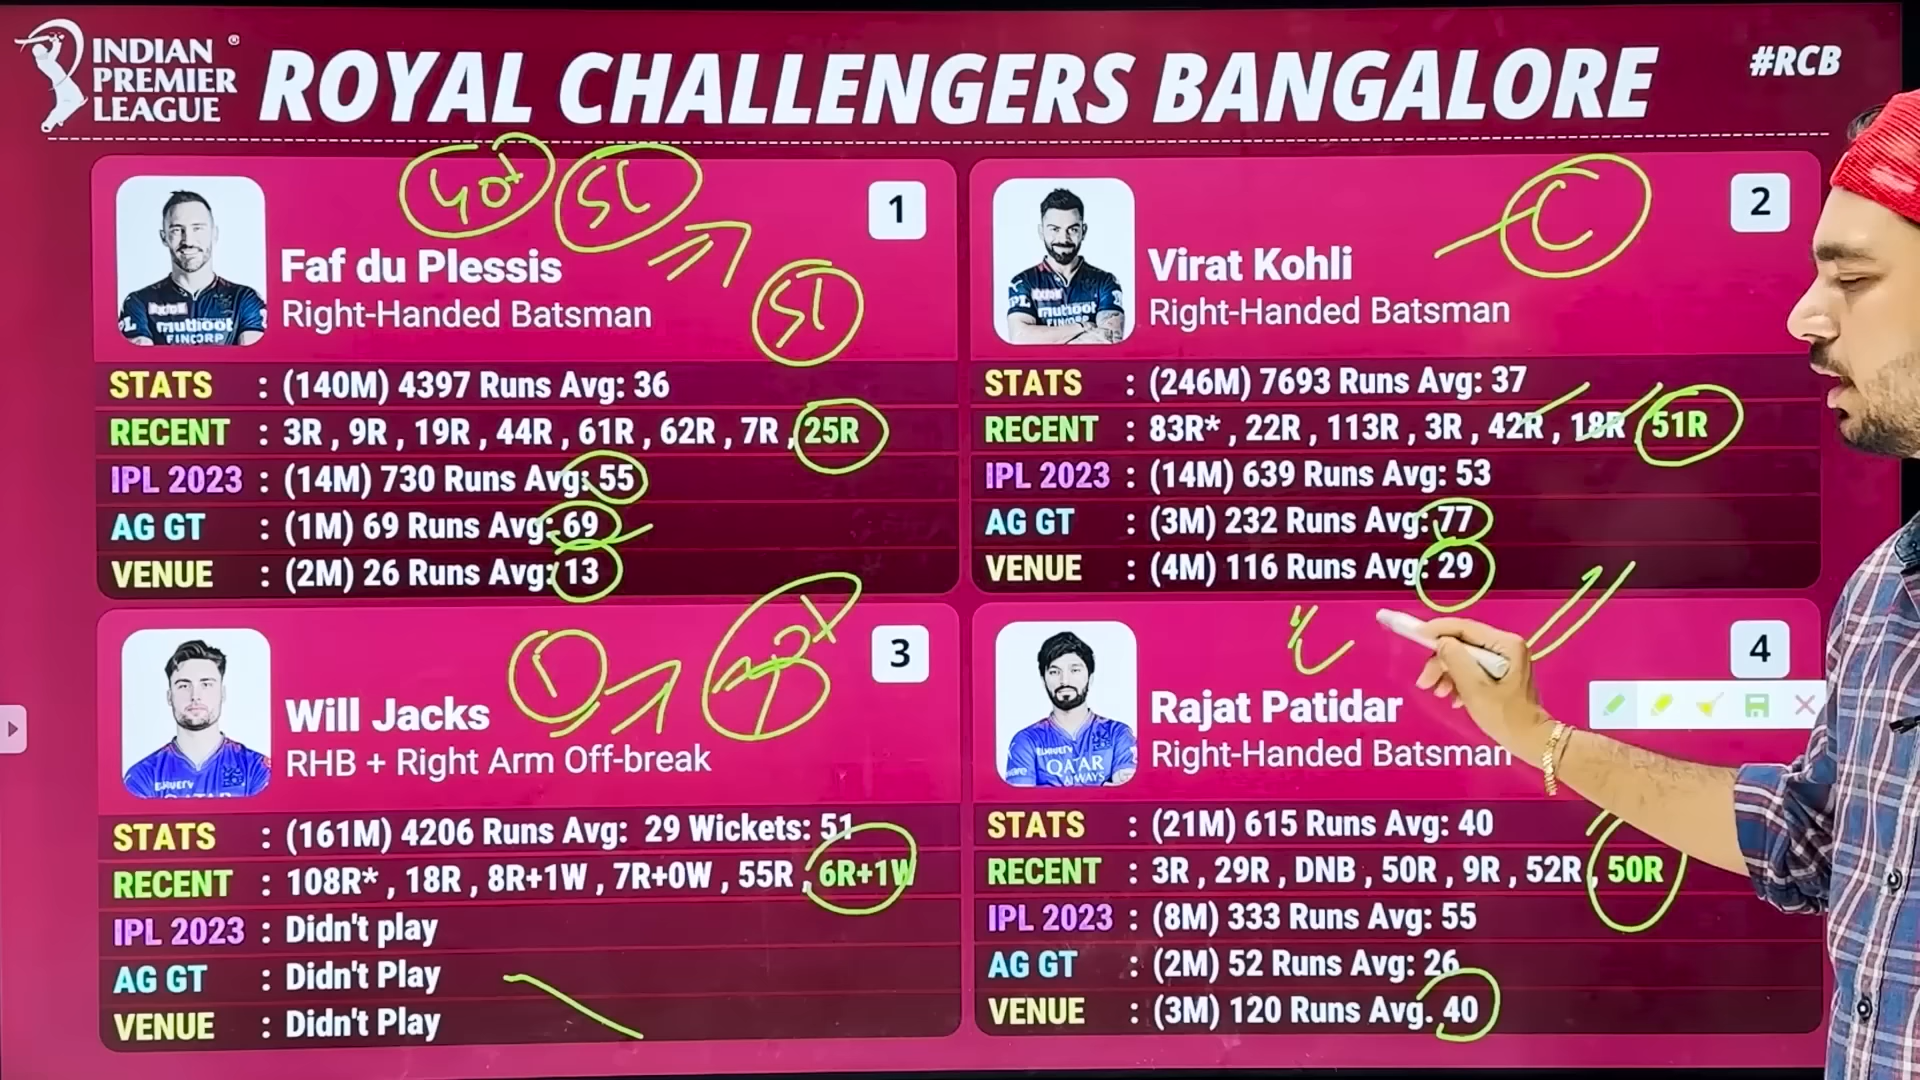 INDIAN
PREMIER
LEAGUE
ROYAL CHALLENGERS BANGALORE
#RCB
1
Faf du Plessis
Right-Handed Batsman
STATS : (140M) 4397 Runs Avg: 36
RECENT : 3R , 9R , 19R , 44R , 61R , 62R , 7R , 25R
IPL 2023 : (14M) 730 Runs Avg: 55
AG GT : (1M) 69 Runs Avg: 69
VENUE : (2M) 26 Runs Avg: 13
2
C
Virat Kohli
Right-Handed Batsman
STATS : (246M) 7693 Runs Avg: 37
RECENT : 83R* , 22R , 113R , 3R , 42R , 18R , 51R
IPL 2023 : (14M) 639 Runs Avg: 53
AG GT : (3M) 232 Runs Avg: 77
VENUE : (4M) 116 Runs Avg: 29
3
Will Jacks
RHB + Right Arm Off-break
STATS : (161M) 4206 Runs Avg: 29 Wickets: 51
RECENT : 108R* , 18R , 8R+1W , 7R+0W , 55R , 6R+1W
IPL 2023 : Didn't play
AG GT : Didn't Play
VENUE : Didn't Play
4
Rajat Patidar
Right-Handed Batsman
STATS : (21M) 615 Runs Avg: 40
RECENT : 3R , 29R , DNB , 50R , 9R , 52R , 50R
IPL 2023 : (8M) 333 Runs Avg: 55
AG GT : (2M) 52 Runs Avg: 26
VENUE : (3M) 120 Runs Avg. 40
muthoot
FINCORP
muthoot
FINCORP
QATAR
AIRWAYS